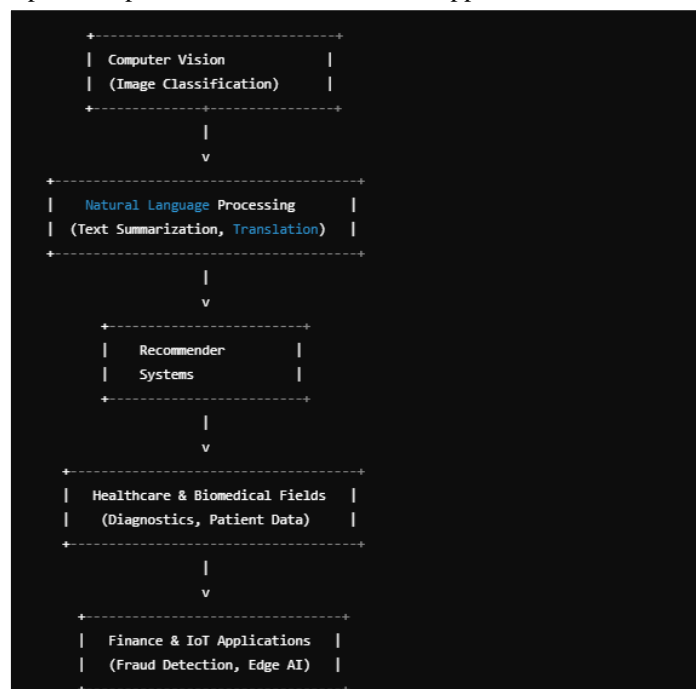 Computer Vision
(Image Classification)
v
Natural Language Processing
(Text Summarization, Translation)
v
Recommender
Systems
v
Healthcare & Biomedical Fields
(Diagnostics, Patient Data)
v
Finance & IoT Applications
(Fraud Detection, Edge AI)